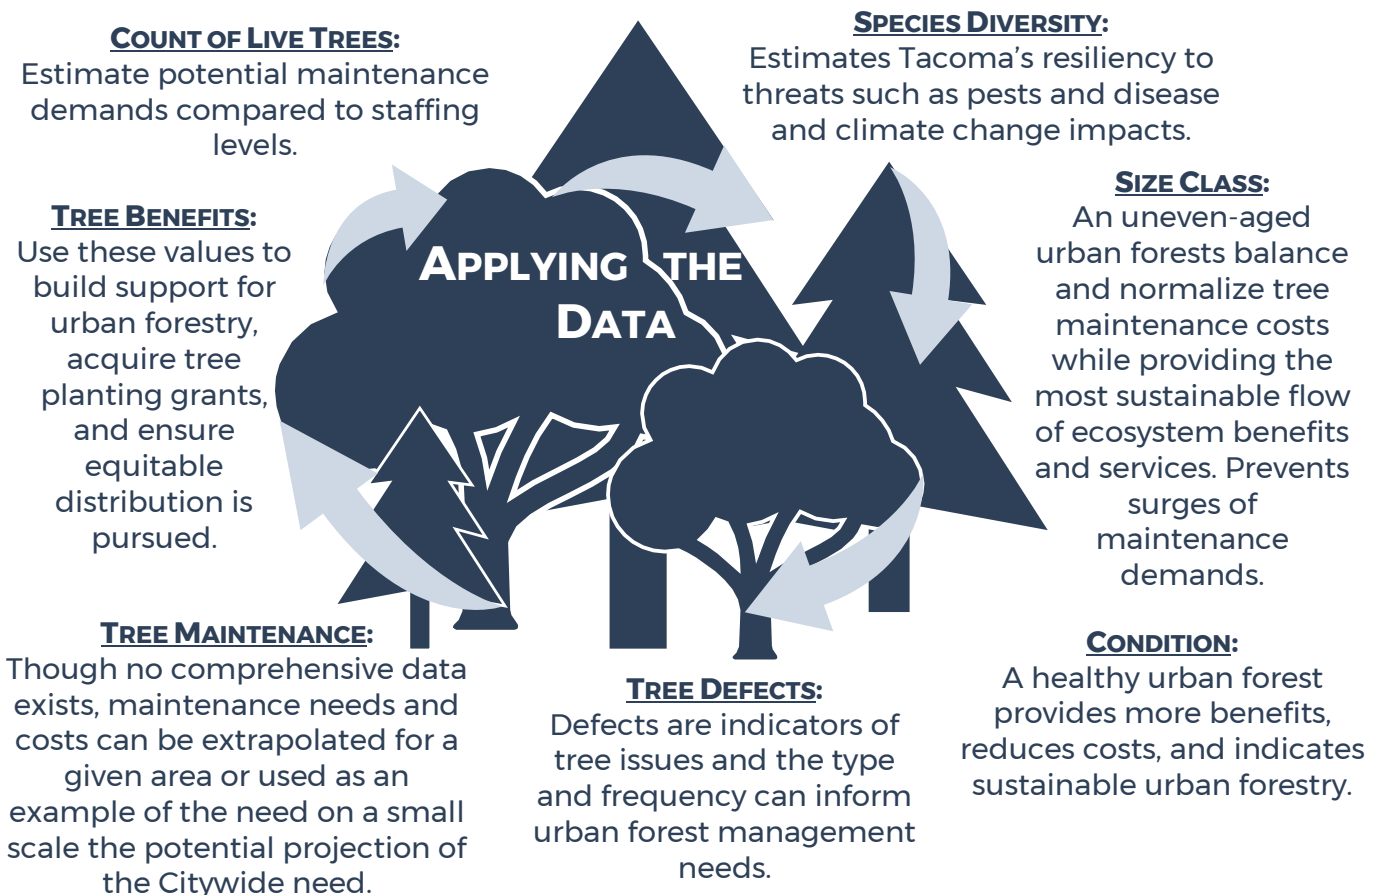 COUNT OF LIVE TREES:
Estimate potential maintenance
demands compared to staffing
levels.
SPECIES DIVERSITY:
Estimates Tacoma’s resiliency to
threats such as pests and disease
and climate change impacts.
SIZE CLASS:
An uneven-aged
urban forests balance
and normalize tree
maintenance costs
while providing the
most sustainable flow
of ecosystem benefits
and services. Prevents
surges of
maintenance
demands.
CONDITION:
A healthy urban forest
provides more benefits,
reduces costs, and indicates
sustainable urban forestry.
TREE DEFECTS:
Defects are indicators of
tree issues and the type
and frequency can inform
urban forest management
needs.
TREE MAINTENANCE:
Though no comprehensive data
exists, maintenance needs and
costs can be extrapolated for a
given area or used as an
example of the need on a small
scale the potential projection of
the Citywide need.
TREE BENEFITS:
Use these values to
build support for
urban forestry,
acquire tree
planting grants,
and ensure
equitable
distribution is
pursued.
APPLYING THE
DATA